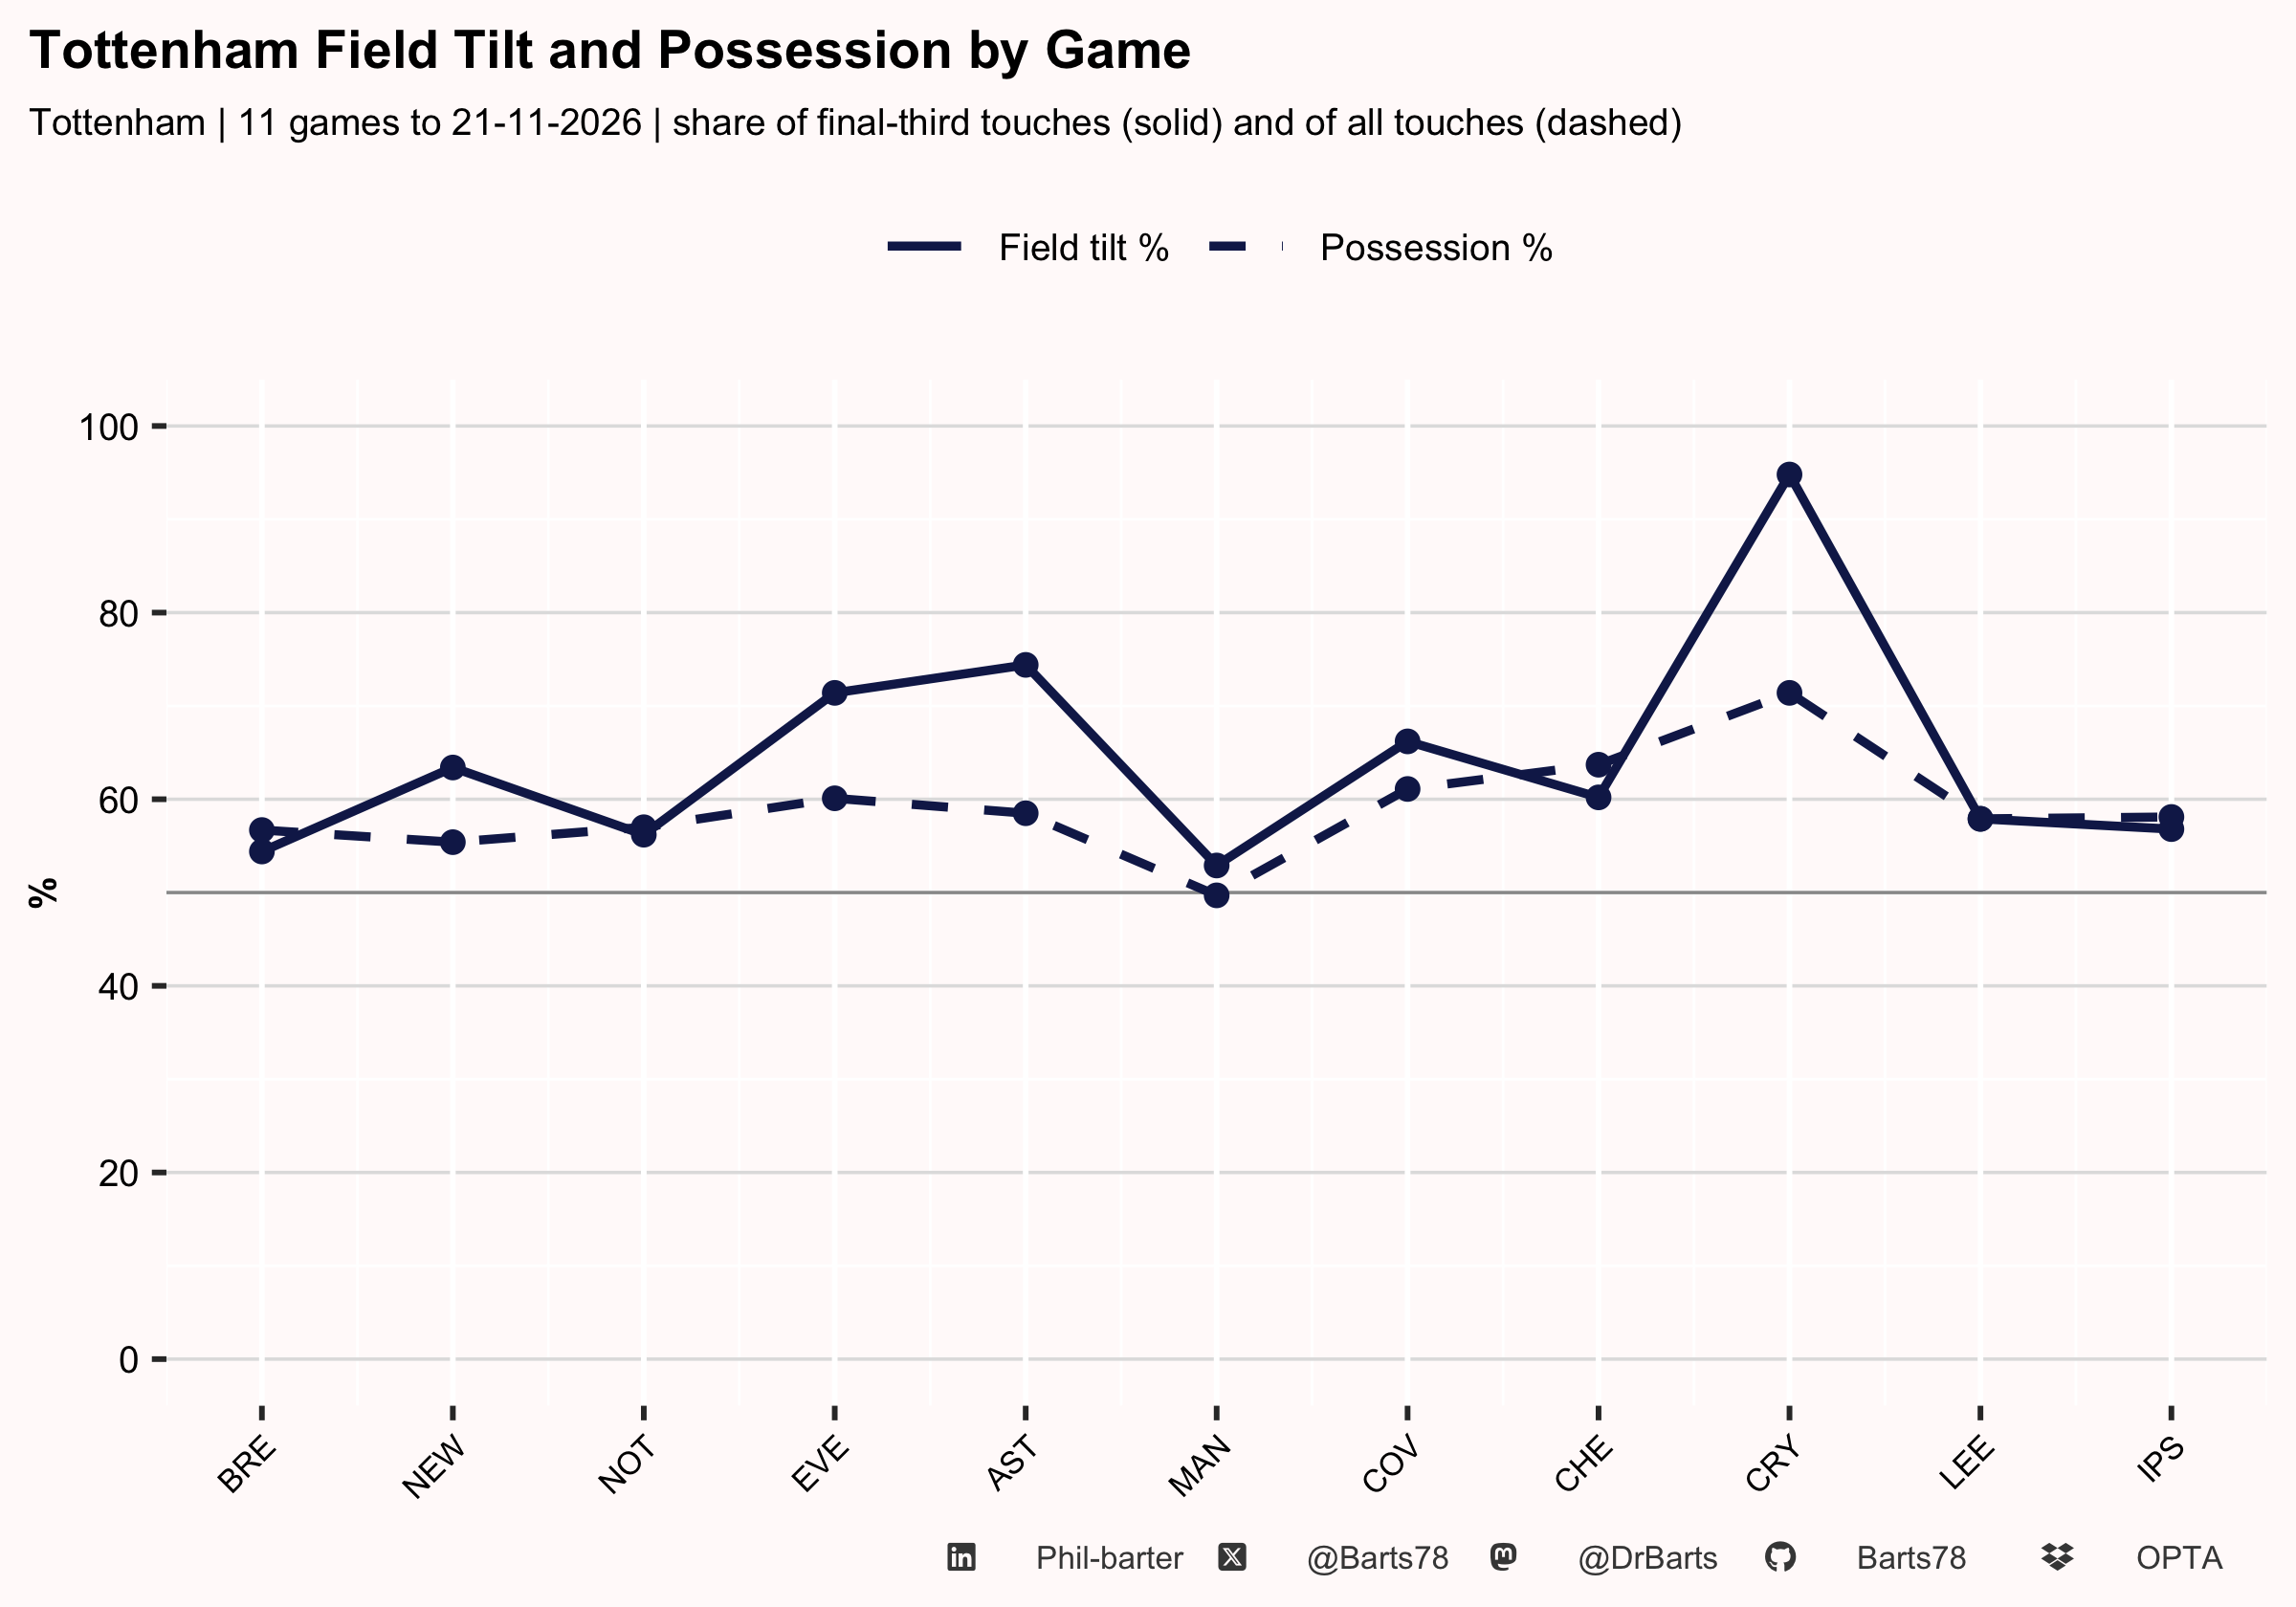 Tottenham Field Tilt and Possession by Game
Tottenham | 11 games to 21-11-2026 | share of final-third touches (solid) and of all touches (dashed)
Field tilt % Possession %
100
80
60
%
40
20
0
BRE NEW NOT EVE AST MAN COV CHE CRY LEE IPS
Phil-barter @Barts78 @DrBarts Barts78 OPTA